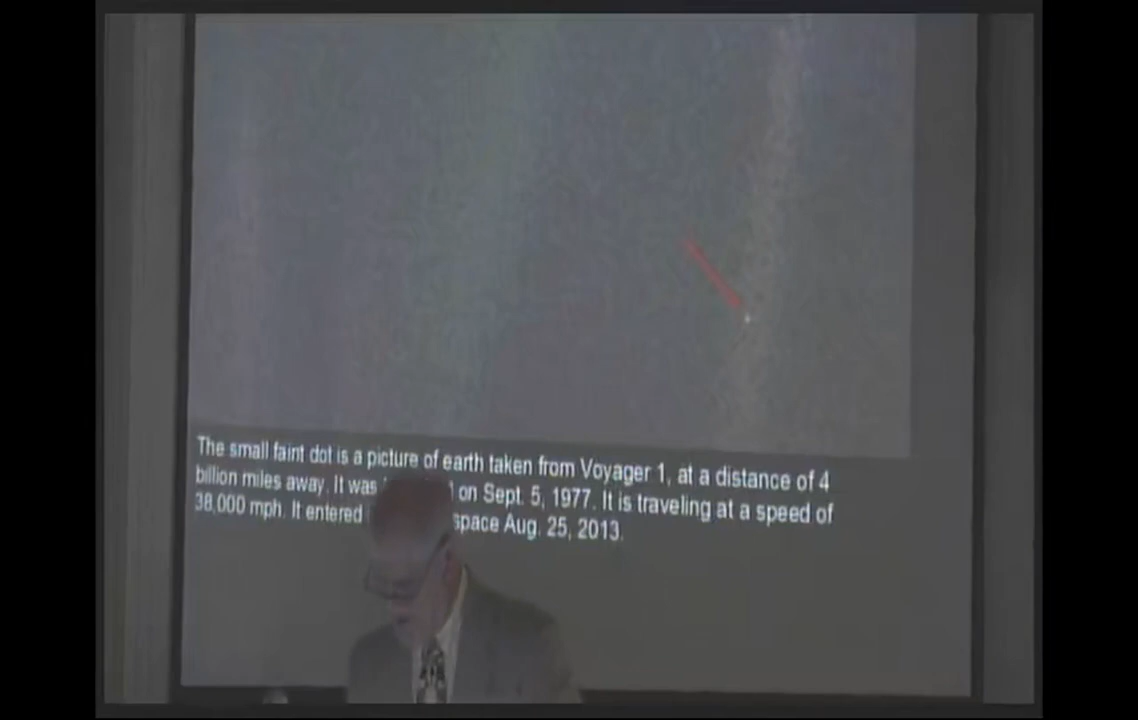 The small faint dot is a picture of earth taken from Voyager 1, at a distance of 4
billion miles away. It was on Sept. 5, 1977. It is traveling at a speed of
38,000 mph. It entered space Aug. 25, 2013.